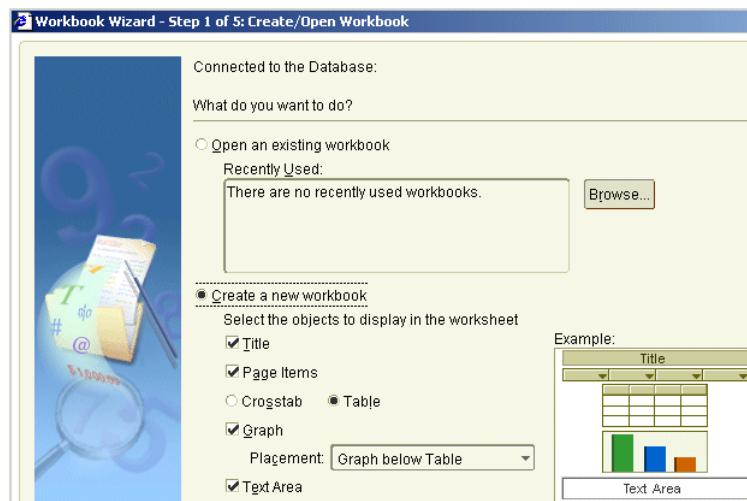 Workbook Wizard - Step 1 of 5: Create/Open Workbook
Connected to the Database:
What do you want to do?
Open an existing workbook
Recently Used:
There are no recently used workbooks.
Browse...
Create a new workbook
Select the objects to display in the worksheet
Title
Page Items
Crosstab Table
Graph
Placement: Graph below Table
Text Area
Example:
Title
Text Area